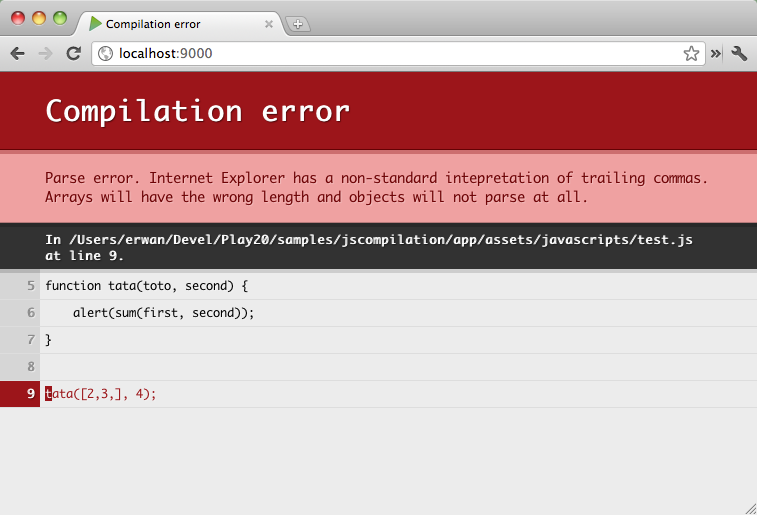 Compilation error
localhost:9000
Compilation error
Parse error. Internet Explorer has a non-standard intepretation of trailing commas.
Arrays will have the wrong length and objects will not parse at all.
In /Users/erwan/Devel/Play20/samples/jscompilation/app/assets/javascripts/test.js
at line 9.
5 function tata(toto, second) {
6     alert(sum(first, second));
7 }
8
9 tata([2,3,], 4);